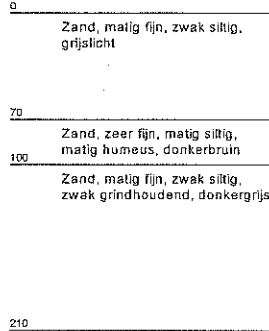 0
Zand, matig fijn, zwak siltig,
grijslicht
70
Zand, zeer fijn, matig siltig,
matig humeus, donkerbruin
100
Zand, matig fijn, zwak siltig,
zwak grindhoudend, donkergrijs
210